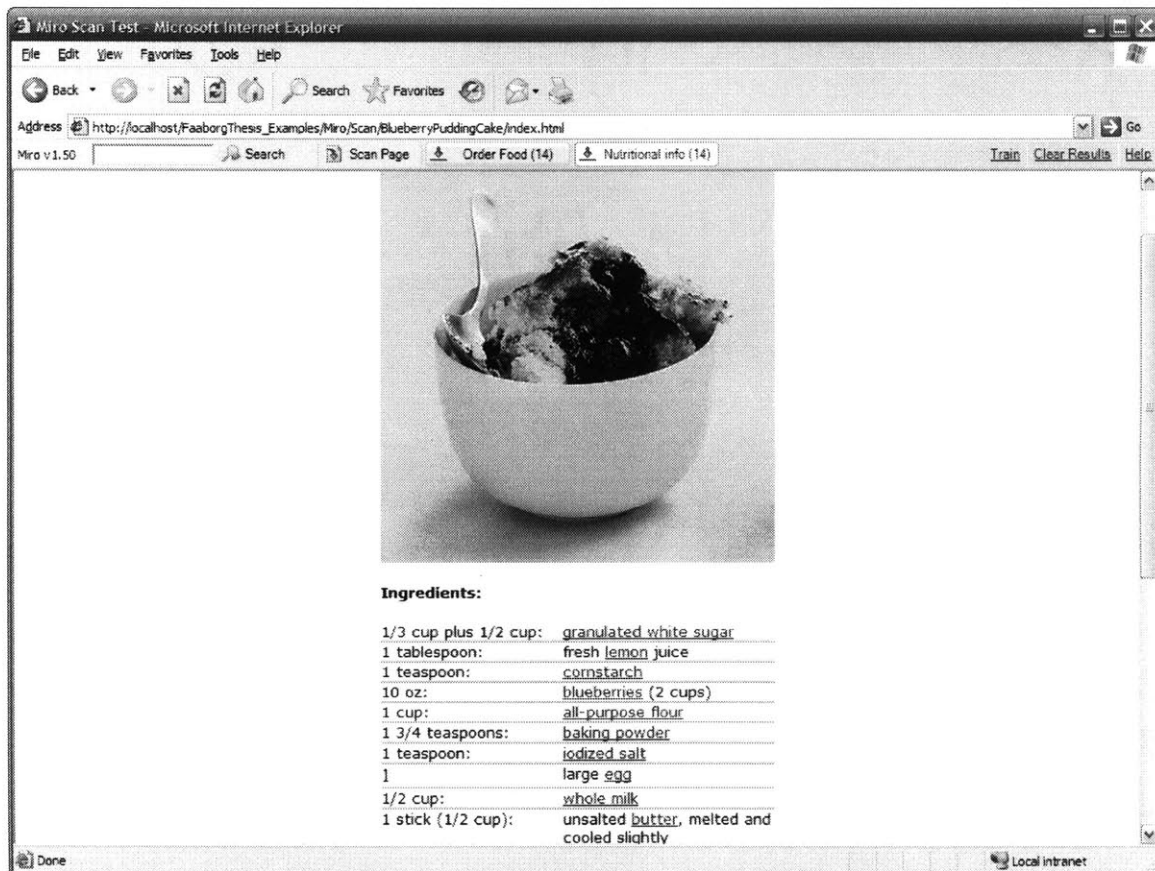 Miro Scan Test - Microsoft Internet Explorer
File Edit View Favorites Tools Help
Back Search Favorites
Address http://localhost/FaaborgThesis_Examples/Miro/Scan/BlueberryPuddingCake/index.html Go
Miro v1.50 Search Scan Page Order Food (14) Nutritional info (14) Train Clear Results Help
Ingredients:
1/3 cup plus 1/2 cup: granulated white sugar
1 tablespoon: fresh lemon juice
1 teaspoon: cornstarch
10 oz: blueberries (2 cups)
1 cup: all-purpose flour
1 3/4 teaspoons: baking powder
1 teaspoon: iodized salt
1 large egg
1/2 cup: whole milk
1 stick (1/2 cup): unsalted butter, melted and
cooled slightly
Done Local intranet